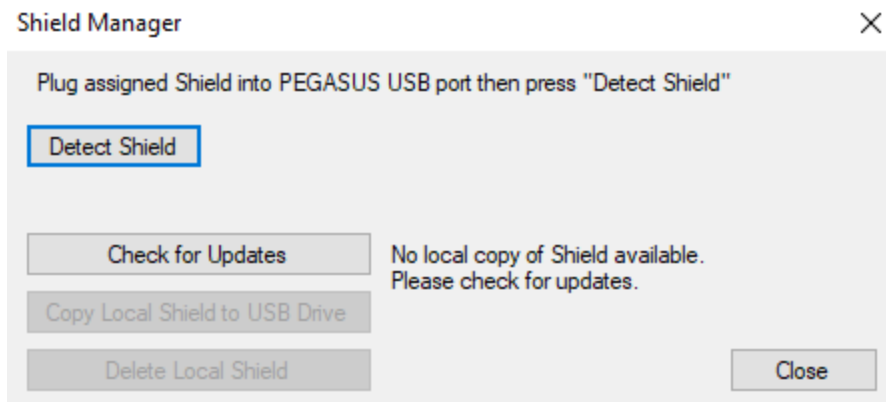 Shield Manager
Plug assigned Shield into PEGASUS USB port then press "Detect Shield"
Detect Shield
Check for Updates
No local copy of Shield available.
Please check for updates.
Copy Local Shield to USB Drive
Delete Local Shield
Close